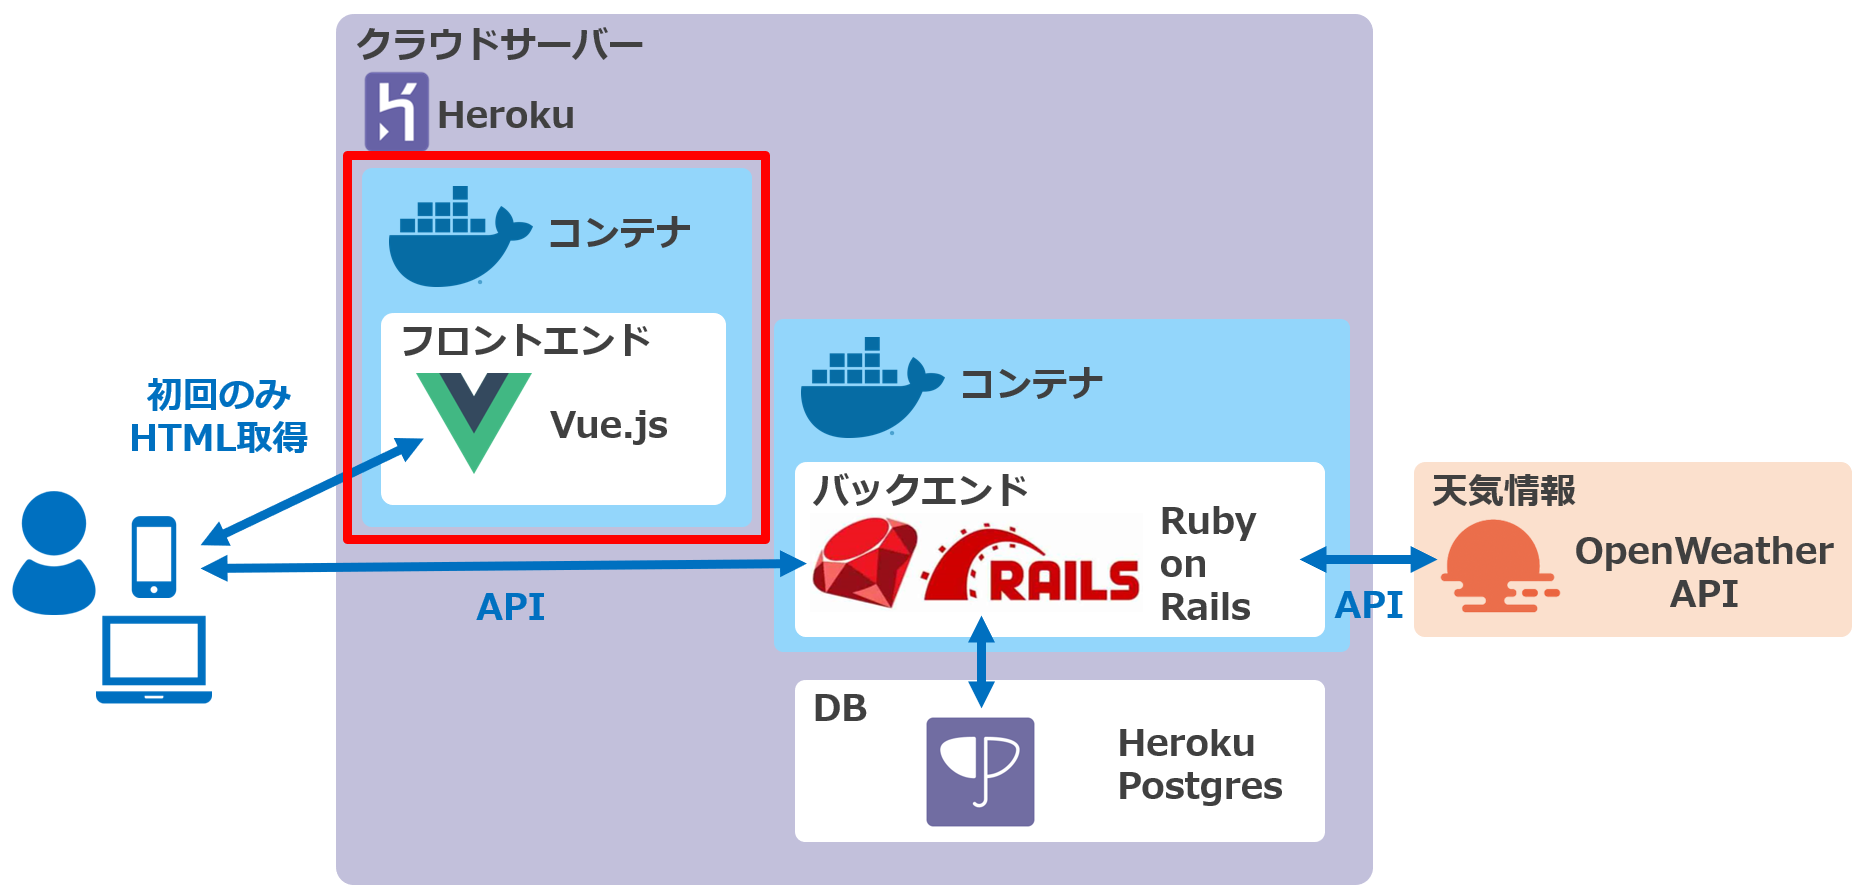 クラウドサーバー
Heroku
コンテナ
フロントエンド
Vue.js
初回のみ
HTML取得
コンテナ
バックエンド
RAILS
Ruby
on
Rails
API
API
天気情報
OpenWeather
API
DB
Heroku
Postgres